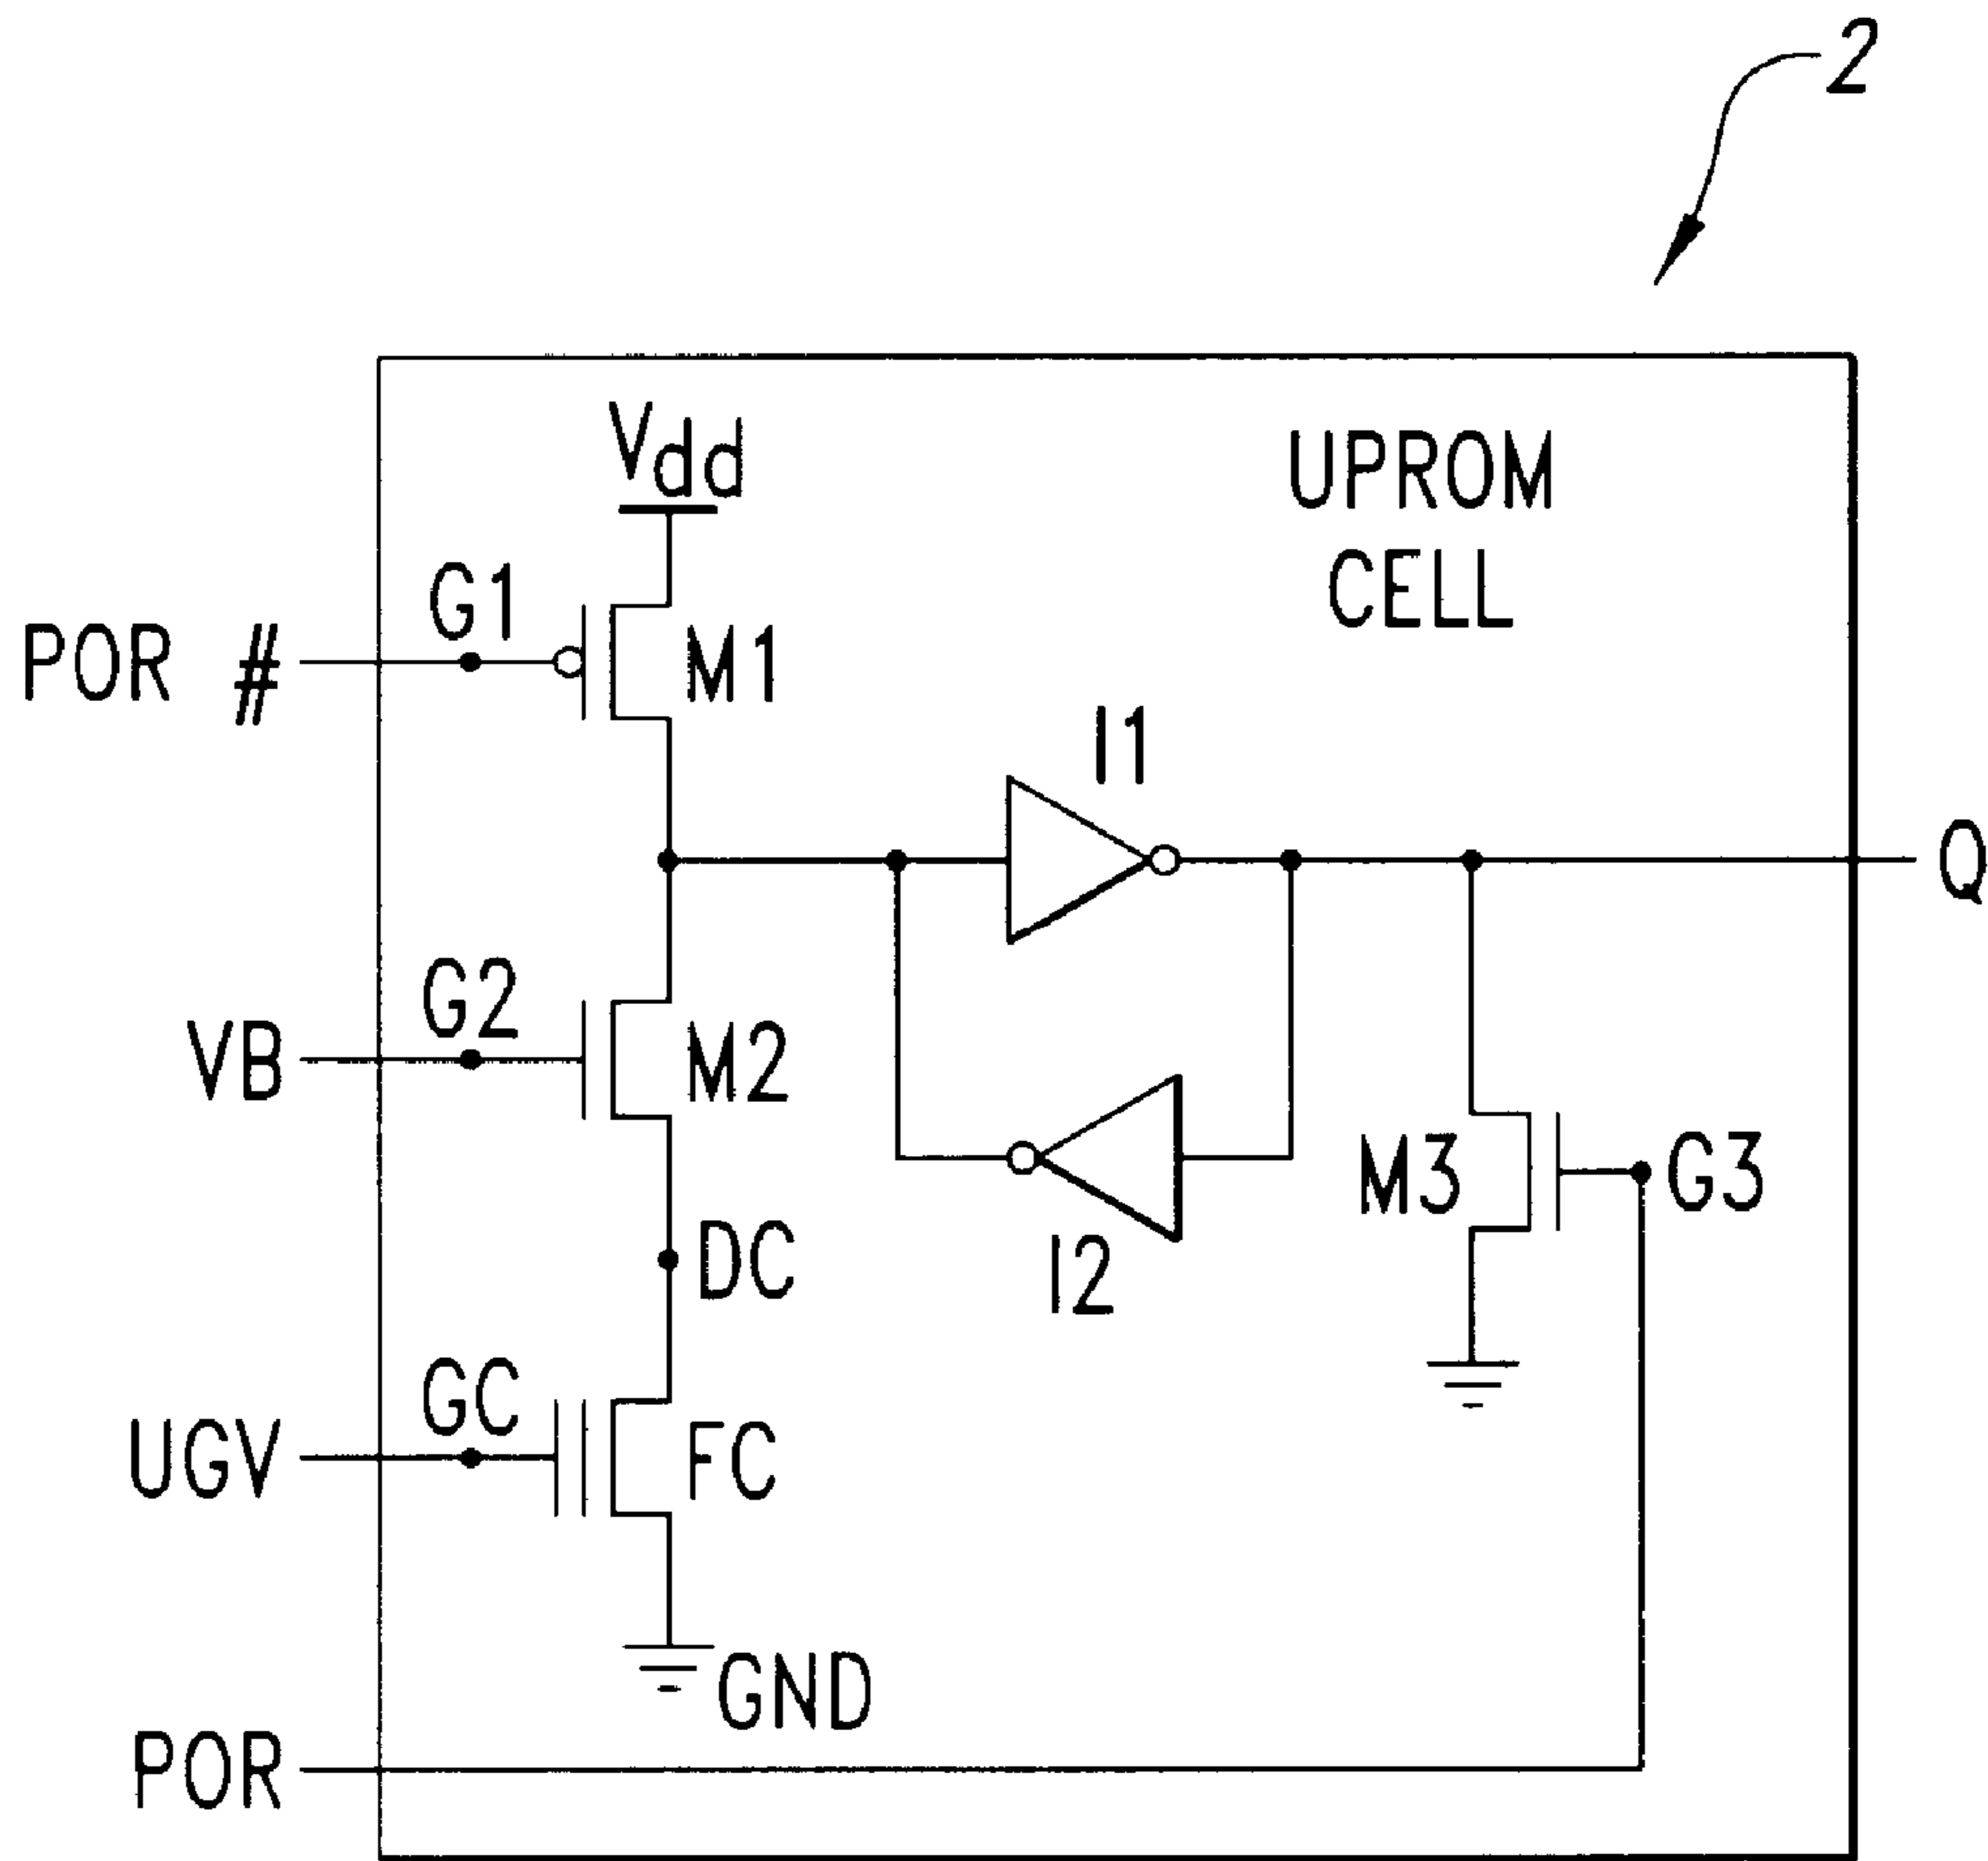 2
Vdd
UPROM
CELL
G1
POR #
M1
I1
Q
G2
VB
M2
M3
G3
DC
I2
GC
UGV
FC
GND
POR